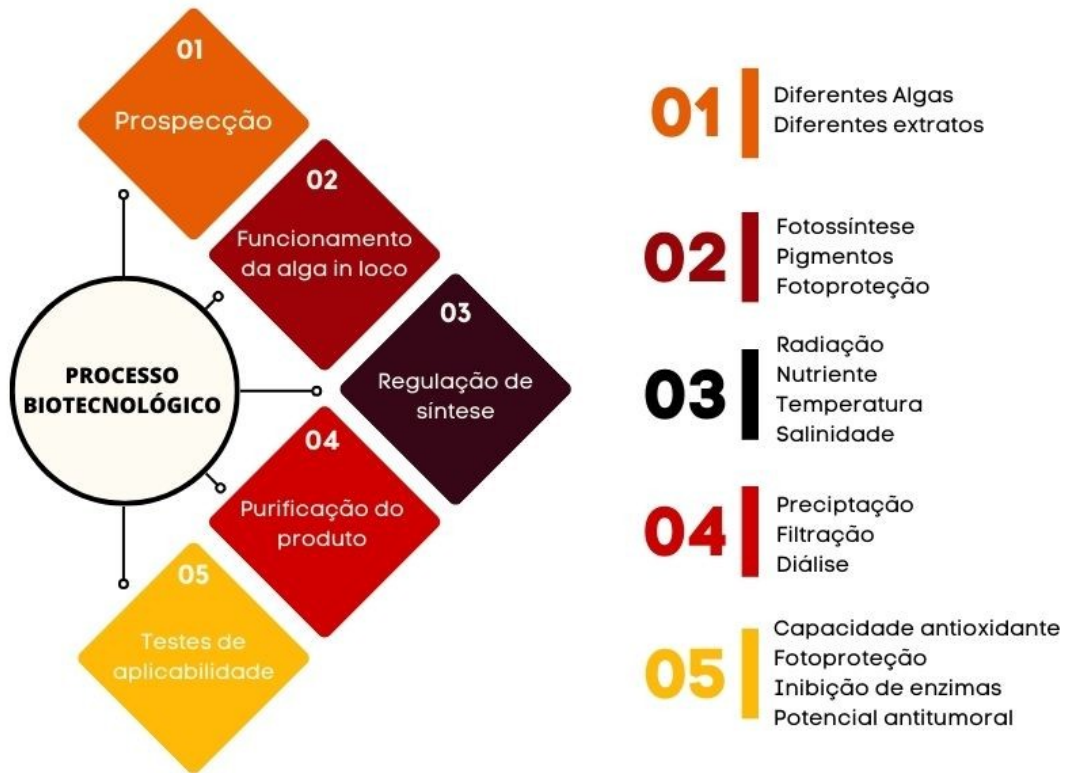 01
Prospecção
02
Funcionamento
da alga in loco
03
Regulação de
síntese
04
Purificação do
produto
05
Testes de
aplicabilidade
PROCESSO
BIOTECNOLÓGICO
01
Diferentes Algas
Diferentes extratos
02
Fotossíntese
Pigmentos
Fotoproteção
03
Radiação
Nutriente
Temperatura
Salinidade
04
Preciptação
Filtração
Diálise
05
Capacidade antioxidante
Fotoproteção
Inibição de enzimas
Potencial antitumoral